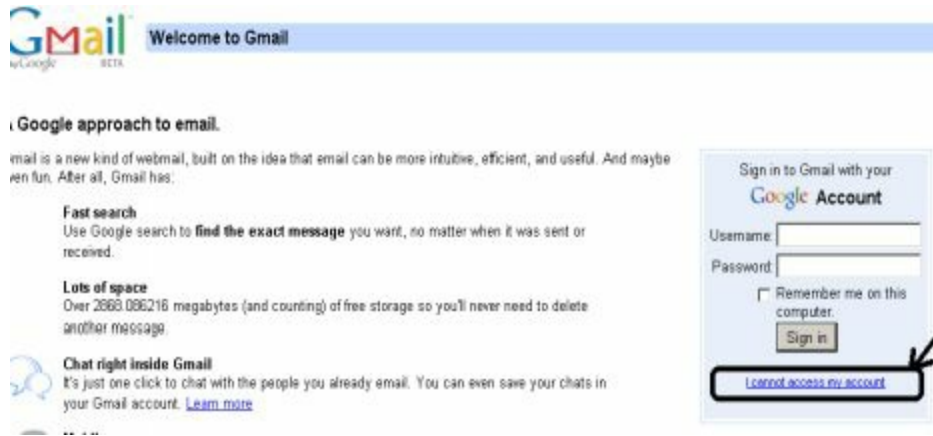 Gmail
by Google BETA
Welcome to Gmail
Google approach to email.
mail is a new kind of webmail, built on the idea that email can be more intuitive, efficient, and useful. And maybe
ven fun. After all, Gmail has:
Fast search
Use Google search to find the exact message you want, no matter when it was sent or
received.
Lots of space
Over 2868.086216 megabytes (and counting) of free storage so you'll never need to delete
another message.
Chat right inside Gmail
It's just one click to chat with the people you already email. You can even save your chats in
your Gmail account. Learn more
Sign in to Gmail with your
Google Account
Username:
Password:
Remember me on this
computer.
Sign in
I cannot access my account